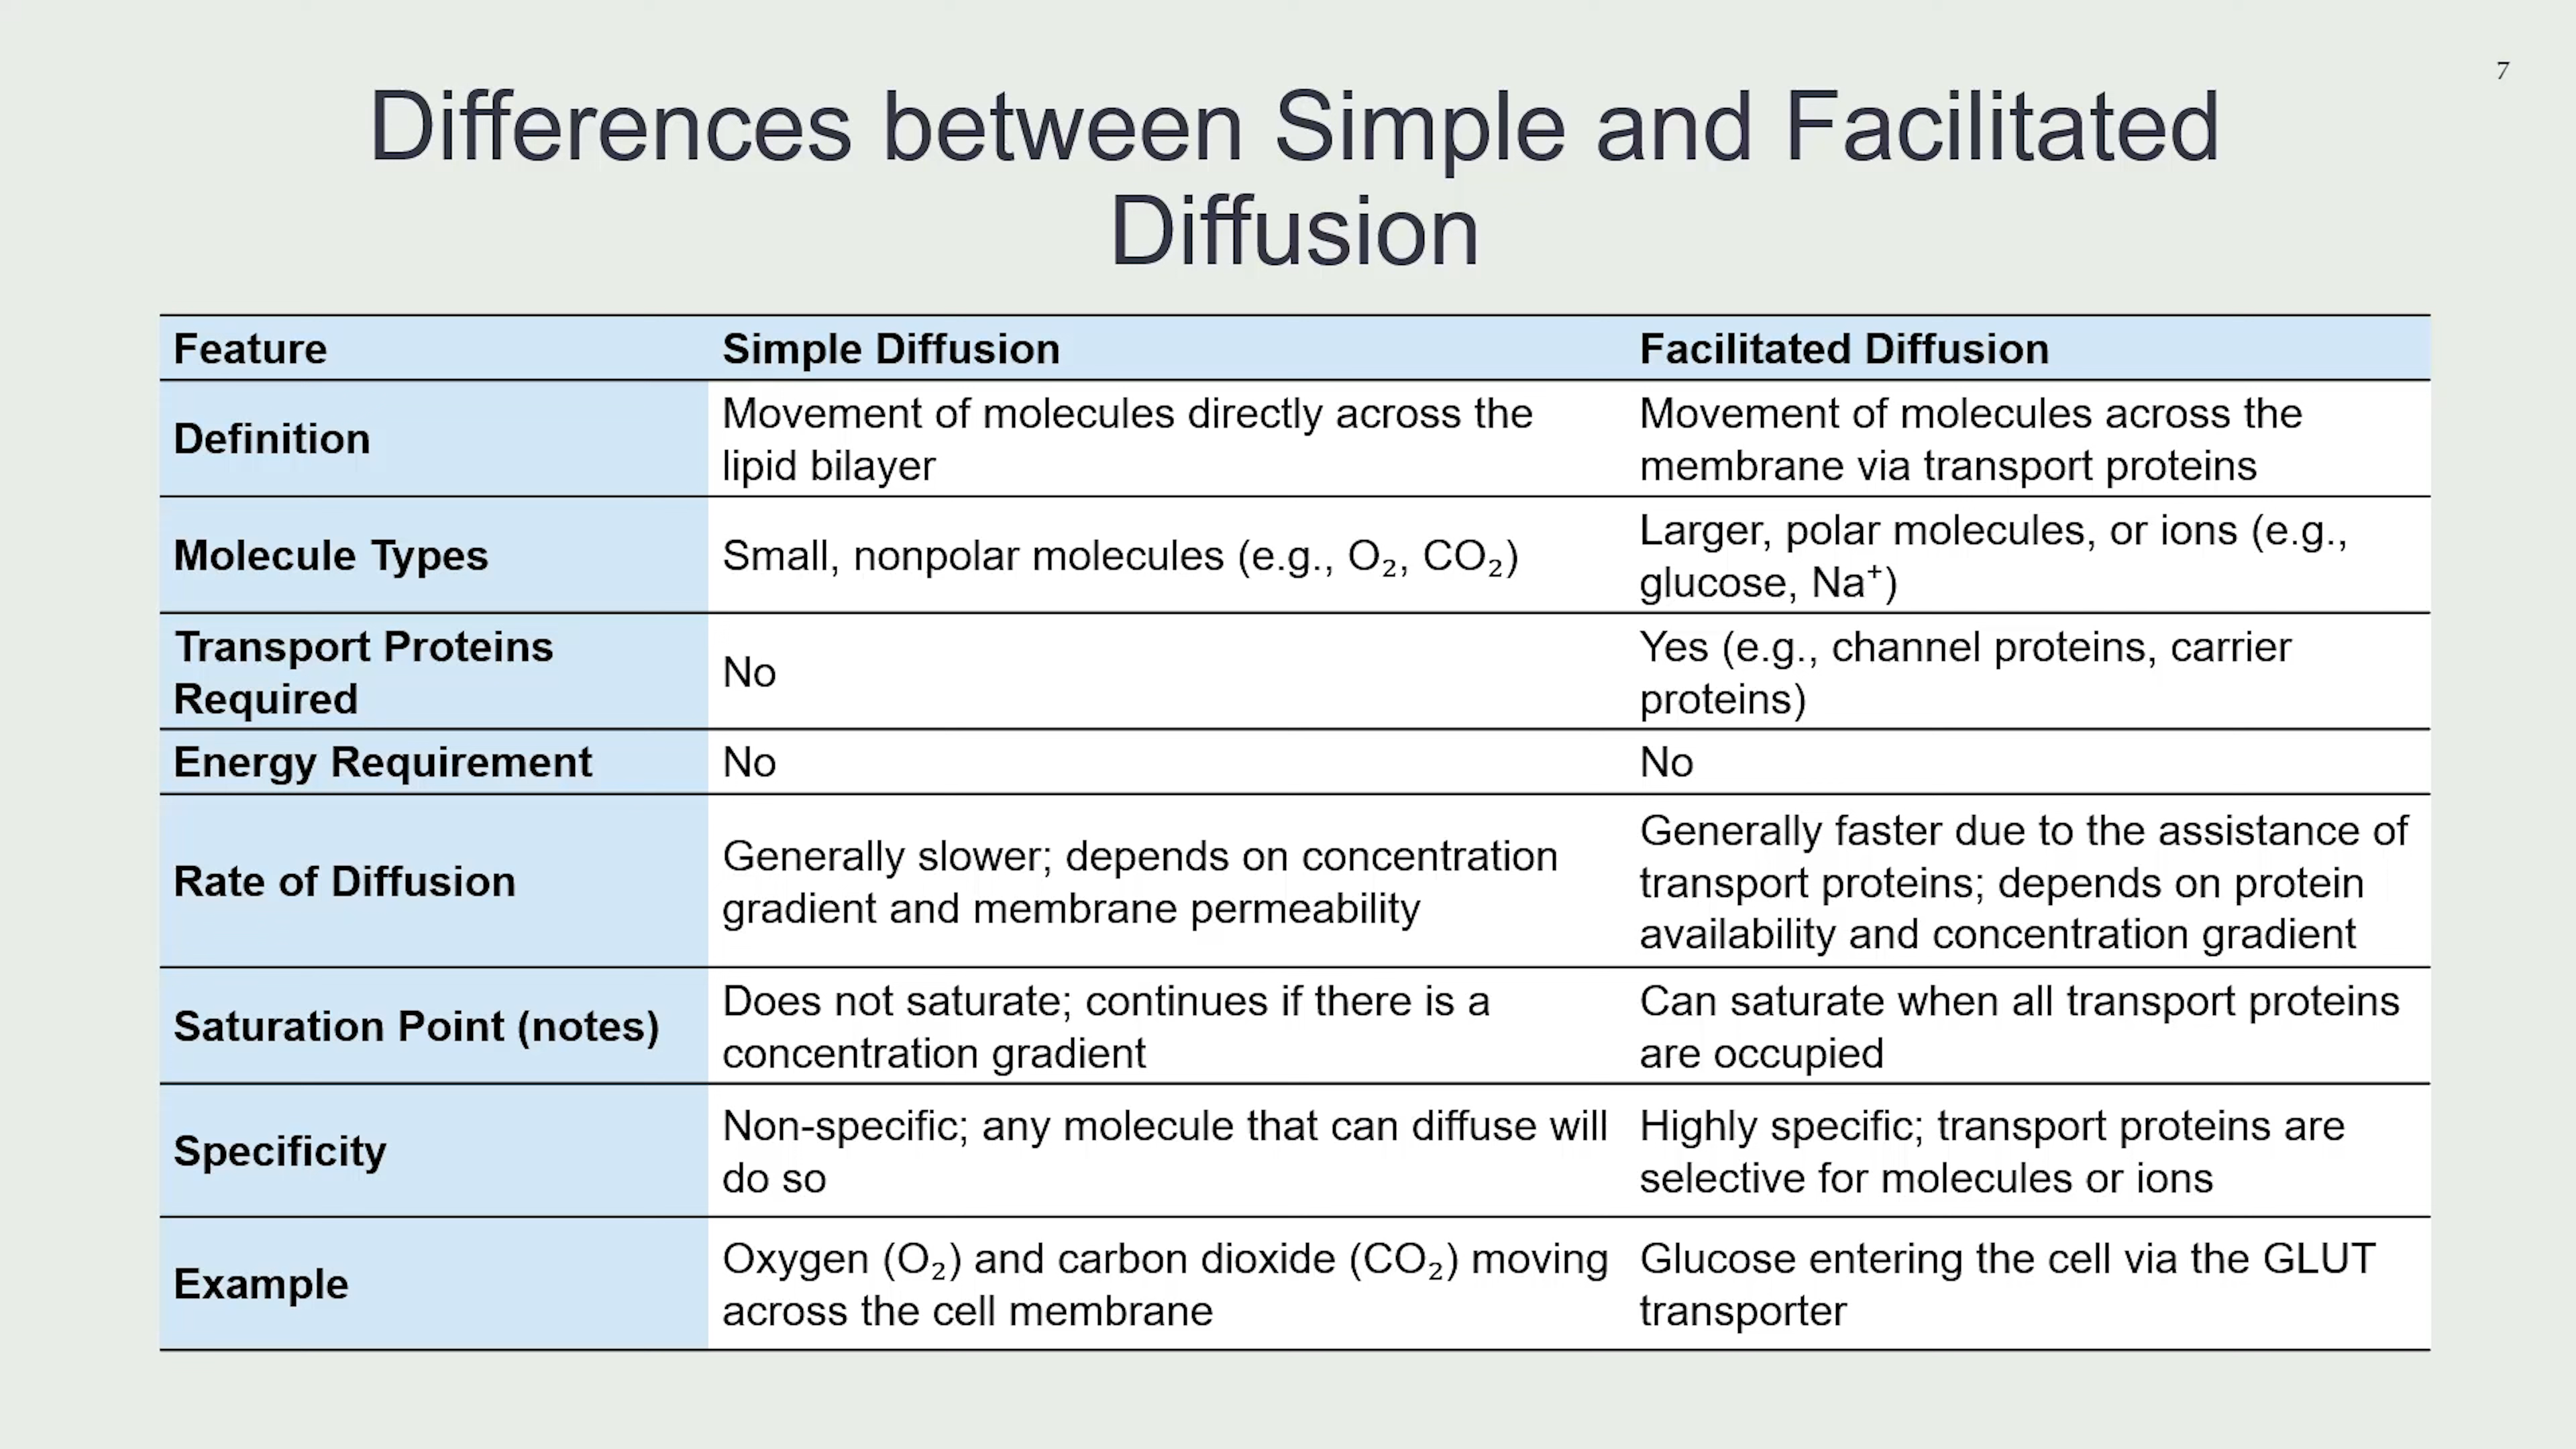 7
Differences between Simple and Facilitated
Diffusion
Feature
Simple Diffusion
Facilitated Diffusion
Definition
Movement of molecules directly across the
lipid bilayer
Movement of molecules across the
membrane via transport proteins
Molecule Types
Small, nonpolar molecules (e.g., O₂, CO₂)
Larger, polar molecules, or ions (e.g.,
glucose, Na⁺)
Transport Proteins
Required
No
Yes (e.g., channel proteins, carrier
proteins)
Energy Requirement
No
No
Rate of Diffusion
Generally slower; depends on concentration
gradient and membrane permeability
Generally faster due to the assistance of
transport proteins; depends on protein
availability and concentration gradient
Saturation Point (notes)
Does not saturate; continues if there is a
concentration gradient
Can saturate when all transport proteins
are occupied
Specificity
Non-specific; any molecule that can diffuse will
do so
Highly specific; transport proteins are
selective for molecules or ions
Example
Oxygen (O₂) and carbon dioxide (CO₂) moving
across the cell membrane
Glucose entering the cell via the GLUT
transporter